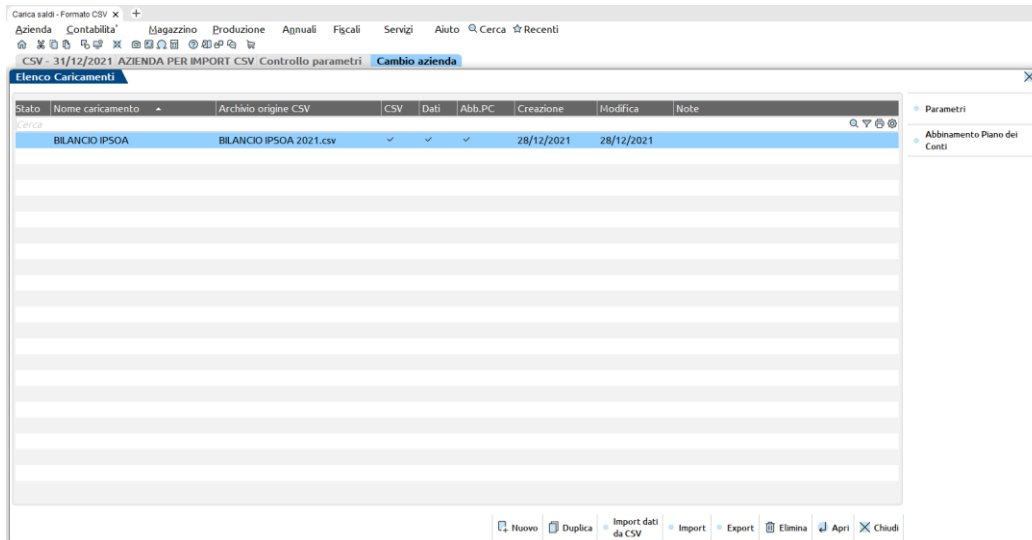 Carica saldi - Formato CSV x +
Azienda Contabilita' Magazzino Produzione Annuali Fiscali Servizi Aiuto Cerca Recenti
CSV - 31/12/2021 AZIENDA PER IMPORT CSV Controllo parametri Cambio azienda
Elenco Caricamenti
Stato Nome caricamento Archivio origine CSV CSV Dati Abb.PC Creazione Modifica Note
Cerca
BILANCIO IPSOA BILANCIO IPSOA 2021.csv ✓ ✓ ✓ 28/12/2021 28/12/2021
Parametri
Abbinamento Piano dei
Conti
Nuovo Duplica Import dati da CSV Import Export Elimina Apri Chiudi